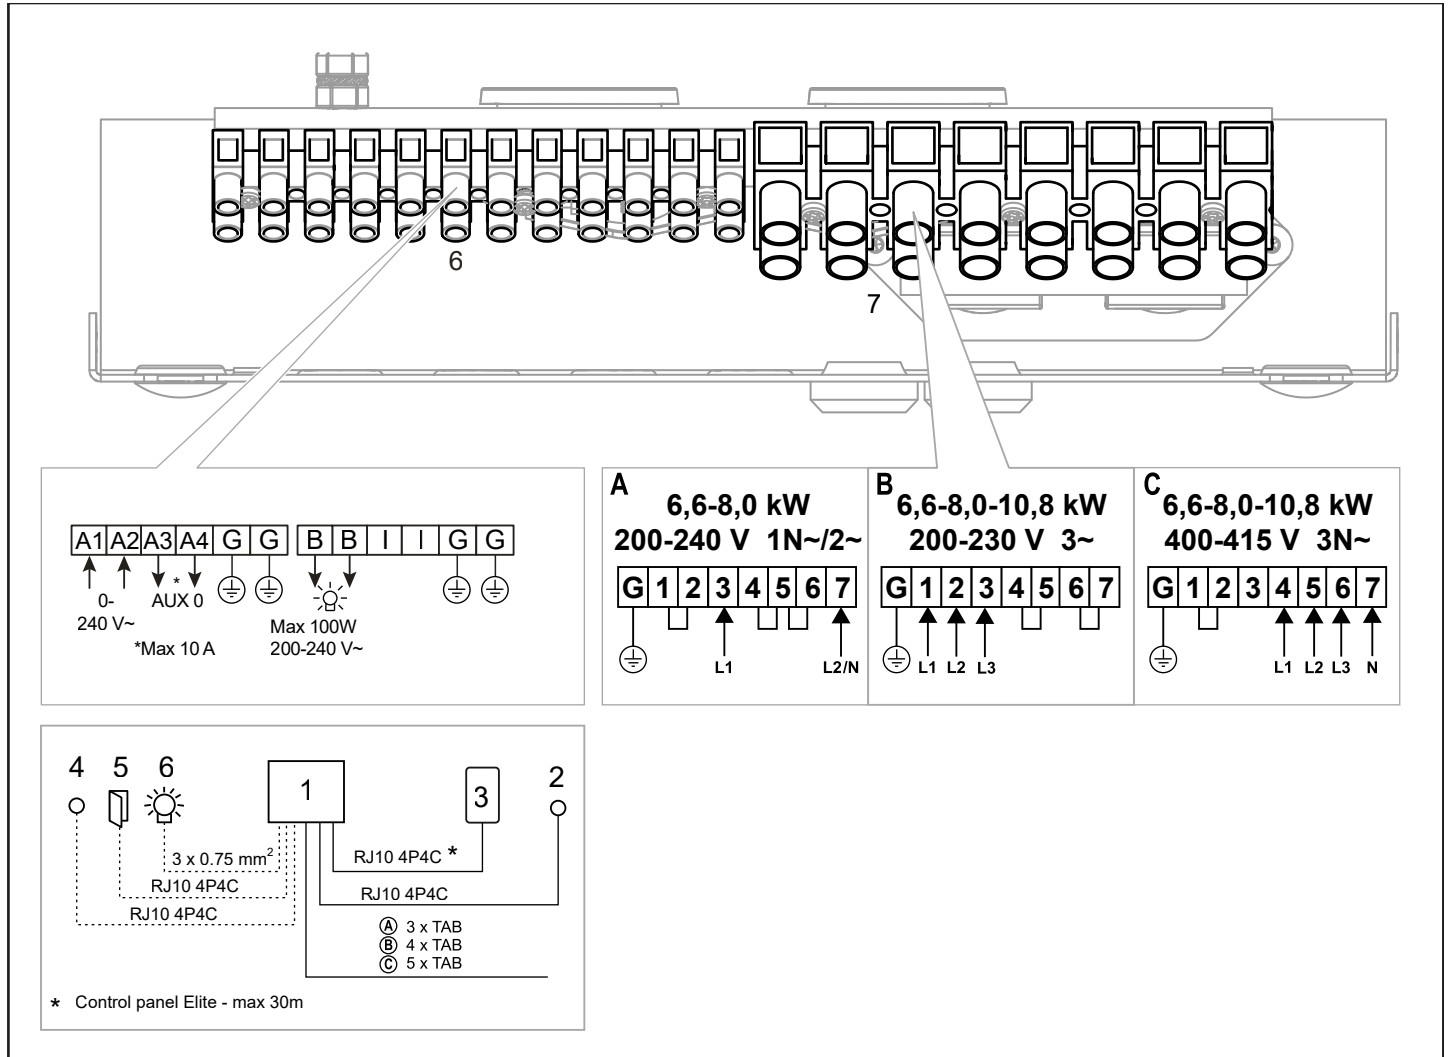 6
7
A1 A2 A3 A4 G G B B I I G G
0-
240 V~
*
AUX 0
*Max 10 A
Max 100W
200-240 V~
A
6,6-8,0 kW
200-240 V 1N~/2~
G 1 2 3 4 5 6 7
L1 L2/N
B
6,6-8,0-10,8 kW
200-230 V 3~
G 1 2 3 4 5 6 7
L1 L2 L3
C
6,6-8,0-10,8 kW
400-415 V 3N~
G 1 2 3 4 5 6 7
L1 L2 L3 N
4 5 6 1 3 2
3 x 0.75 mm²
RJ10 4P4C *
RJ10 4P4C
RJ10 4P4C
RJ10 4P4C
A 3 x TAB
B 4 x TAB
C 5 x TAB
* Control panel Elite - max 30m